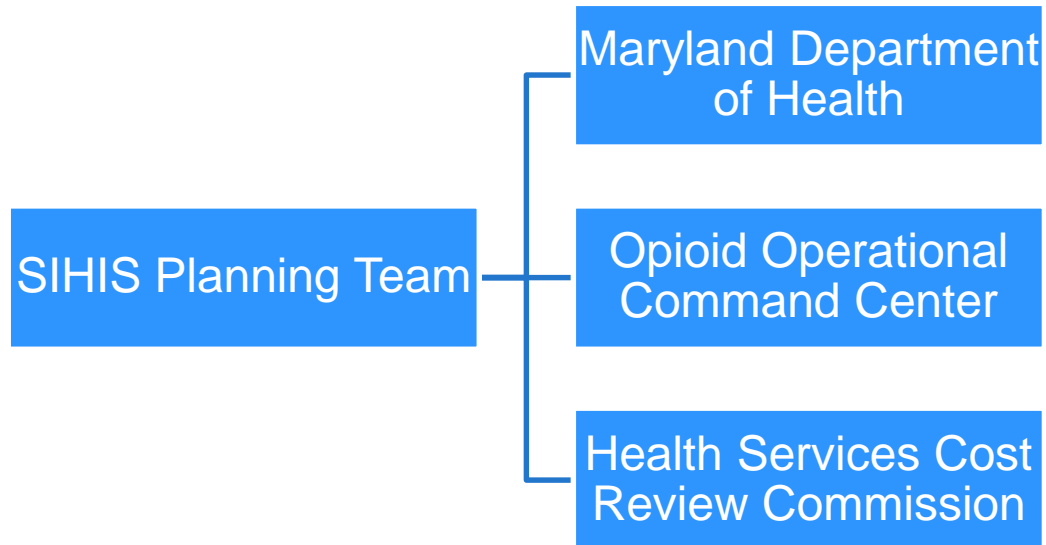 SIHIS Planning Team
Maryland Department
of Health
Opioid Operational
Command Center
Health Services Cost
Review Commission